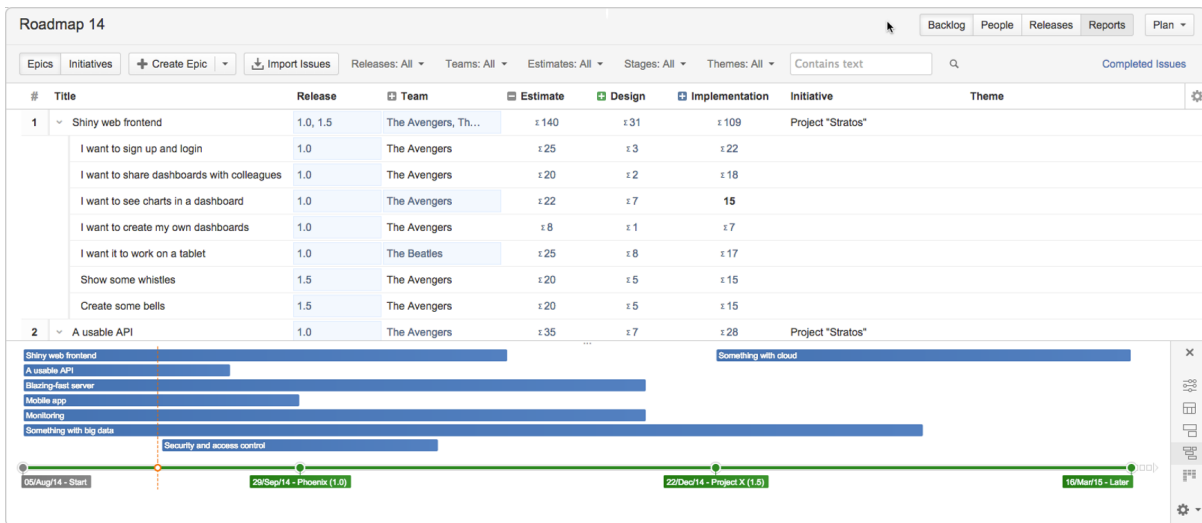 Roadmap 14 Backlog People Releases Reports Plan
Epics Initiatives Create Epic Import Issues Releases: All Teams: All Estimates: All Stages: All Themes: All Contains text Completed Issues
# Title Release Team Estimate Design Implementation Initiative Theme
1 Shiny web frontend 1.0, 1.5 The Avengers, Th... Σ 140 Σ 31 Σ 109 Project "Stratos"
I want to sign up and login 1.0 The Avengers Σ 25 Σ 3 Σ 22
I want to share dashboards with colleagues 1.0 The Avengers Σ 20 Σ 2 Σ 18
I want to see charts in a dashboard 1.0 The Avengers Σ 22 Σ 7 15
I want to create my own dashboards 1.0 The Avengers Σ 8 Σ 1 Σ 7
I want it to work on a tablet 1.0 The Beatles Σ 25 Σ 8 Σ 17
Show some whistles 1.5 The Avengers Σ 20 Σ 5 Σ 15
Create some bells 1.5 The Avengers Σ 20 Σ 5 Σ 15
2 A usable API 1.0 The Avengers Σ 35 Σ 7 Σ 28 Project "Stratos"
Shiny web frontend Something with cloud
A usable API
Blazing-fast server
Mobile app
Monitoring
Something with big data
Security and access control
05/Aug/14 - Start 29/Sep/14 - Phoenix (1.0) 22/Dec/14 - Project X (1.5) 16/Mar/15 - Later